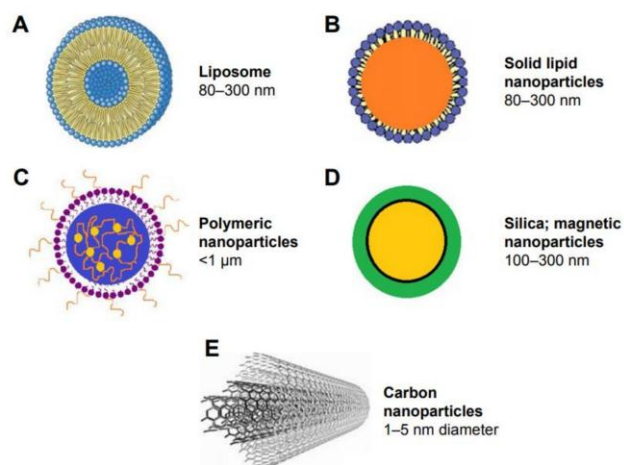 A
Liposome
80–300 nm
B
Solid lipid
nanoparticles
80–300 nm
C
Polymeric
nanoparticles
<1 µm
D
Silica; magnetic
nanoparticles
100–300 nm
E
Carbon
nanoparticles
1–5 nm diameter